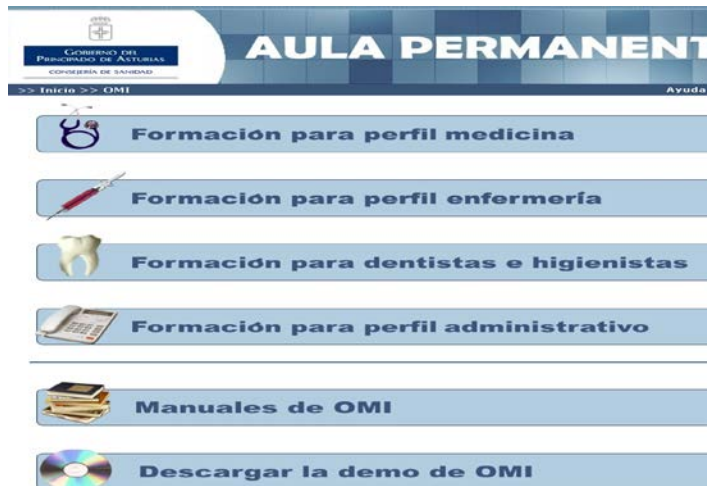 GOBIERNO DEL
PRINCIPADO DE ASTURIAS
CONSEJERÍA DE SANIDAD
AULA PERMANENT
>> Inicio >> OMI
Ayuda
Formación para perfil medicina
Formación para perfil enfermería
Formación para dentistas e higienistas
Formación para perfil administrativo
Manuales de OMI
Descargar la demo de OMI